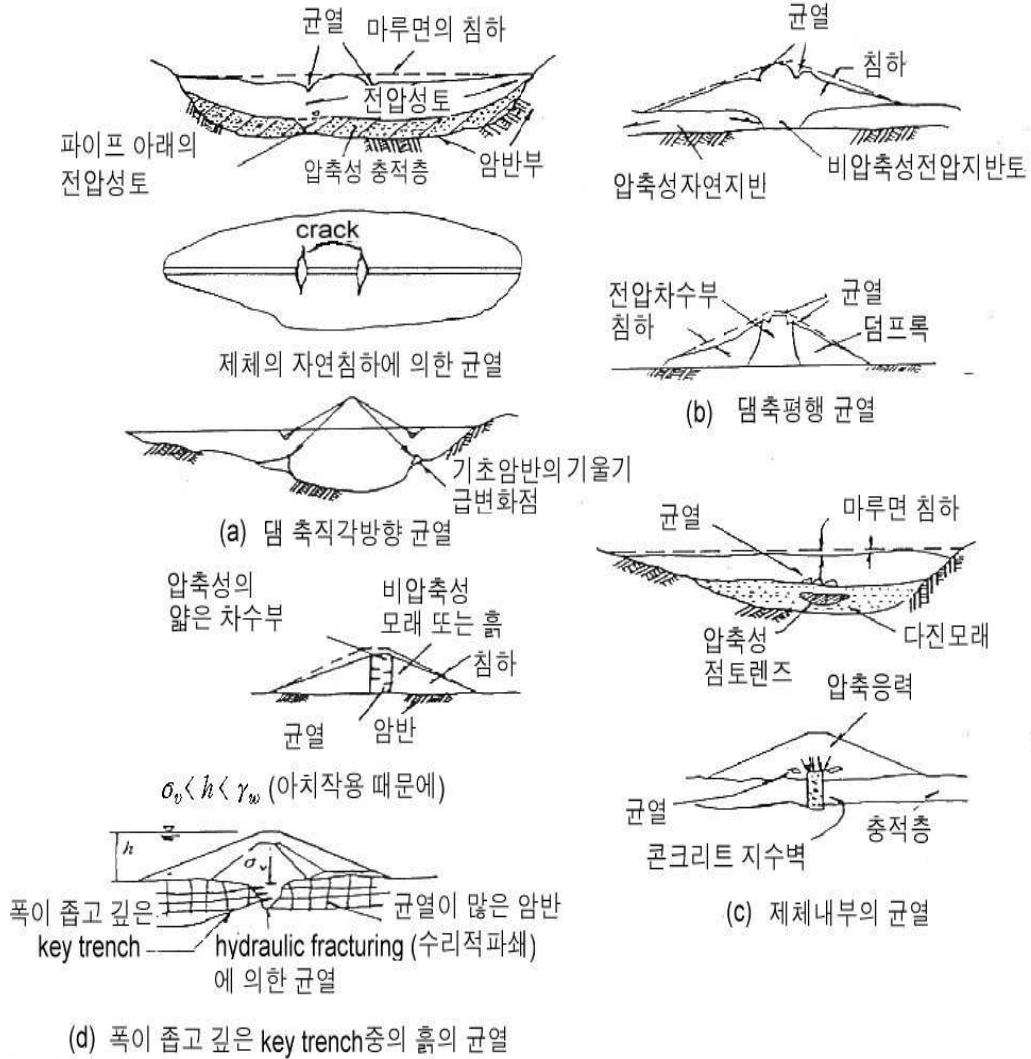 균열
마루면의 침하
전압성토
파이프 아래의
전압성토
압축성 충적층
암반부
crack
제체의 자연침하에 의한 균열
기초암반의 기울기
급변화점
(a) 댐 축직각방향 균열
균열
침하
압축성자연지빈
비압축성전압지반토
전압차수부
침하
균열
덤프록
(b) 댐축평행 균열
압축성의
얇은 차수부
비압축성
모래 또는 흙
침하
균열
암반
균열
마루면 침하
압축성
점토렌즈
다진모래
압축응력
균열
콘크리트 지수벽
충적층
(c) 제체내부의 균열
σv < h < γw (아치작용 때문에)
h
σv
폭이 좁고 깊은
key trench
균열이 많은 암반
hydraulic fracturing (수리적파쇄)
에 의한 균열
(d) 폭이 좁고 깊은 key trench중의 흙의 균열